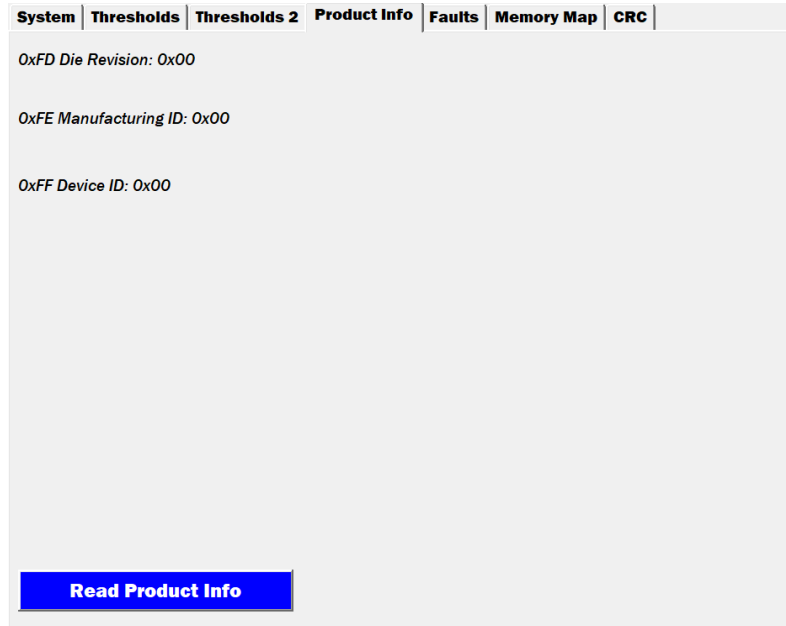 System Thresholds Thresholds 2 Product Info Faults Memory Map CRC
0xFD Die Revision: 0x00
0xFE Manufacturing ID: 0x00
0xFF Device ID: 0x00
Read Product Info